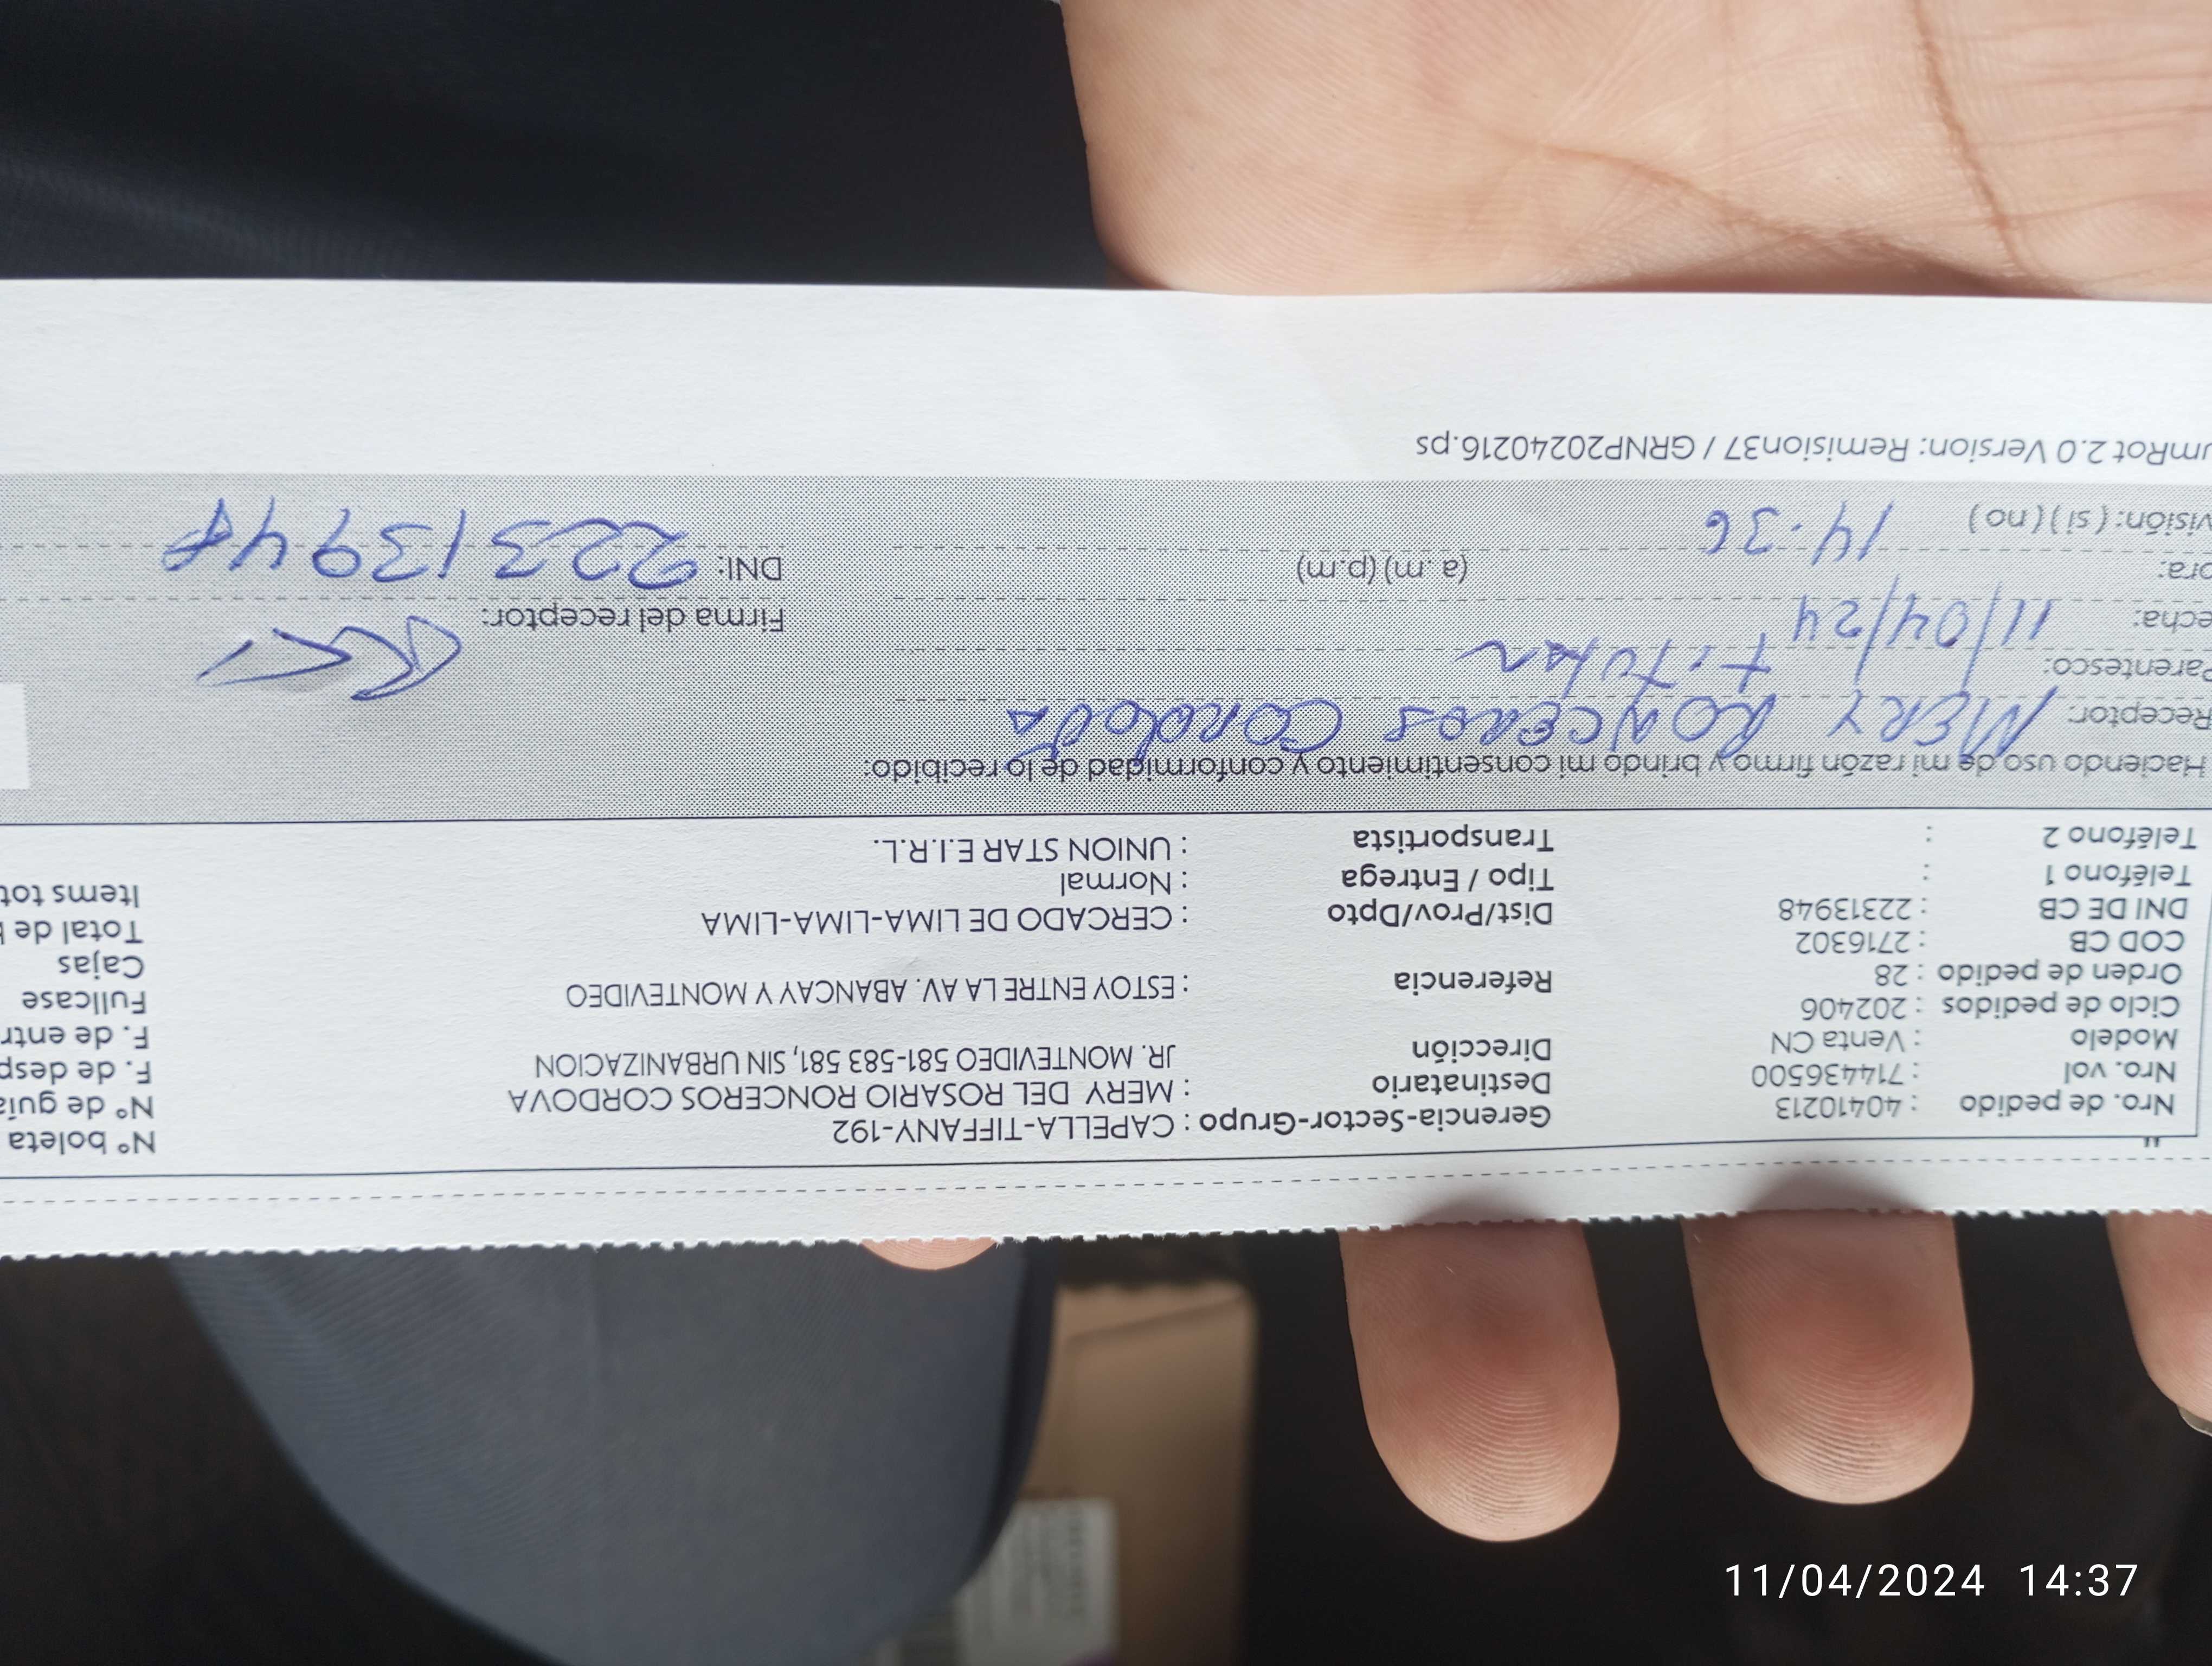 Nro. de pedido : 40410213 Gerencia-Sector-Grupo : CAPELLA-TIFFANY-192 N° boleta
Nro. vol : 714436500 Destinatario : MERY DEL ROSARIO RONCEROS CORDOVA N° de guía
Modelo : Venta CN Dirección JR. MONTEVIDEO 581-583 581, SIN URBANIZACION F. de desp
Ciclo de pedidos : 202406 F. de entr
Orden de pedido : 28 Referencia : ESTOY ENTRE LA AV. ABANCAY Y MONTEVIDEO Fullcase
COD CB : 2716302 Cajas
DNI DE CB : 22313948 Dist/Prov/Dpto : CERCADO DE LIMA-LIMA-LIMA Total de
Teléfono 1 : Tipo / Entrega : Normal Items tot
Teléfono 2 : Transportista : UNION STAR E.I.R.L.
Haciendo uso de mi razón firmo y brindo mi consentimiento y conformidad de lo recibido:
Receptor: MERY RONCEROS CORDOVA
Parentesco: titular
echa: 11/04/24 Firma del receptor:
ora: 14.36 (a.m) (p.m) DNI: 22313948
visión: (si) (no)
umRot 2.0 Version: Remision37 / GRNP20240216.ps
11/04/2024 14:37